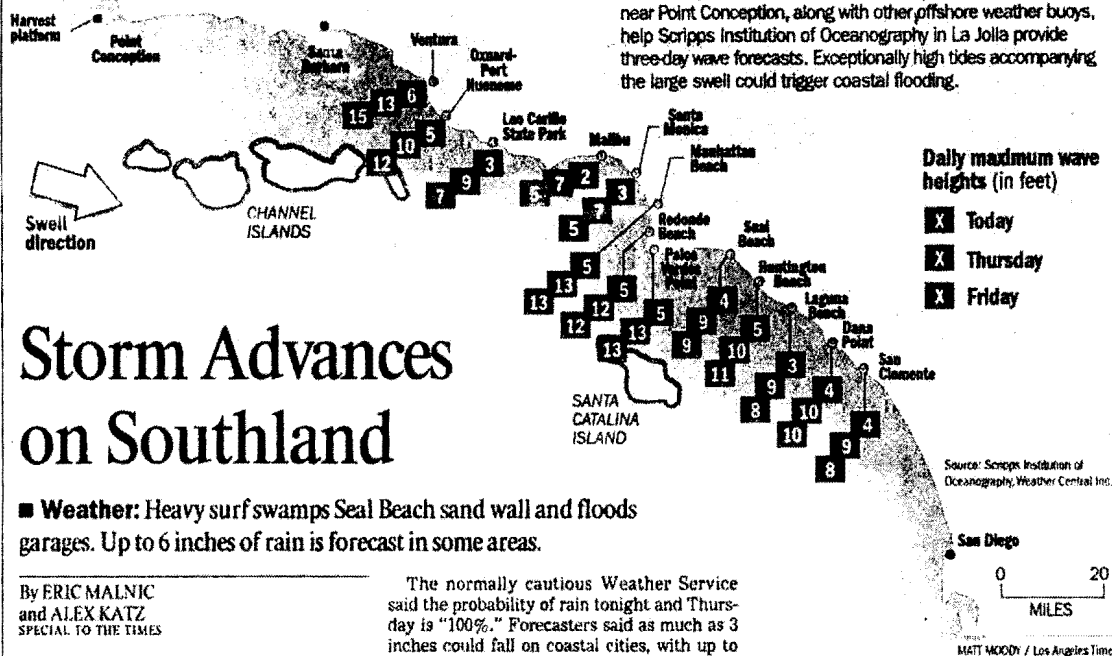 near Point Conception, along with other offshore weather buoys,
help Scripps Institution of Oceanography in La Jolla provide
three-day wave forecasts. Exceptionally high tides accompanying
the large swell could trigger coastal flooding.
Harvest
platform
Point
Conception
Santa
Barbara
Ventura
Oxnard-
Port
Hueneme
Leo Carillo
State Park
Malibu
Santa
Monica
Manhattan
Beach
Redondo
Beach
Palos
Verdes
Point
Seal
Beach
Huntington
Beach
Laguna
Beach
Dana
Point
San
Clemente
San Diego
Swell
direction
CHANNEL
ISLANDS
SANTA
CATALINA
ISLAND
15 13 6
12 10 5
7 9 3
5 7 2
5 7 3
13 13 5
12 12 5
13 13 5
9 9 4
11 10 5
8 9 3
10 10 4
8 9 4
Daily maximum wave
heights (in feet)
X Today
X Thursday
X Friday
Source: Scripps Institution of
Oceanography, Weather Central Inc.
0 20
MILES
MATT MOODY / Los Angeles Time
Storm Advances
on Southland
■ Weather: Heavy surf swamps Seal Beach sand wall and floods
garages. Up to 6 inches of rain is forecast in some areas.
By ERIC MALNIC
and ALEX KATZ
SPECIAL TO THE TIMES
The normally cautious Weather Service
said the probability of rain tonight and Thurs-
day is "100%." Forecasters said as much as 3
inches could fall on coastal cities, with up to